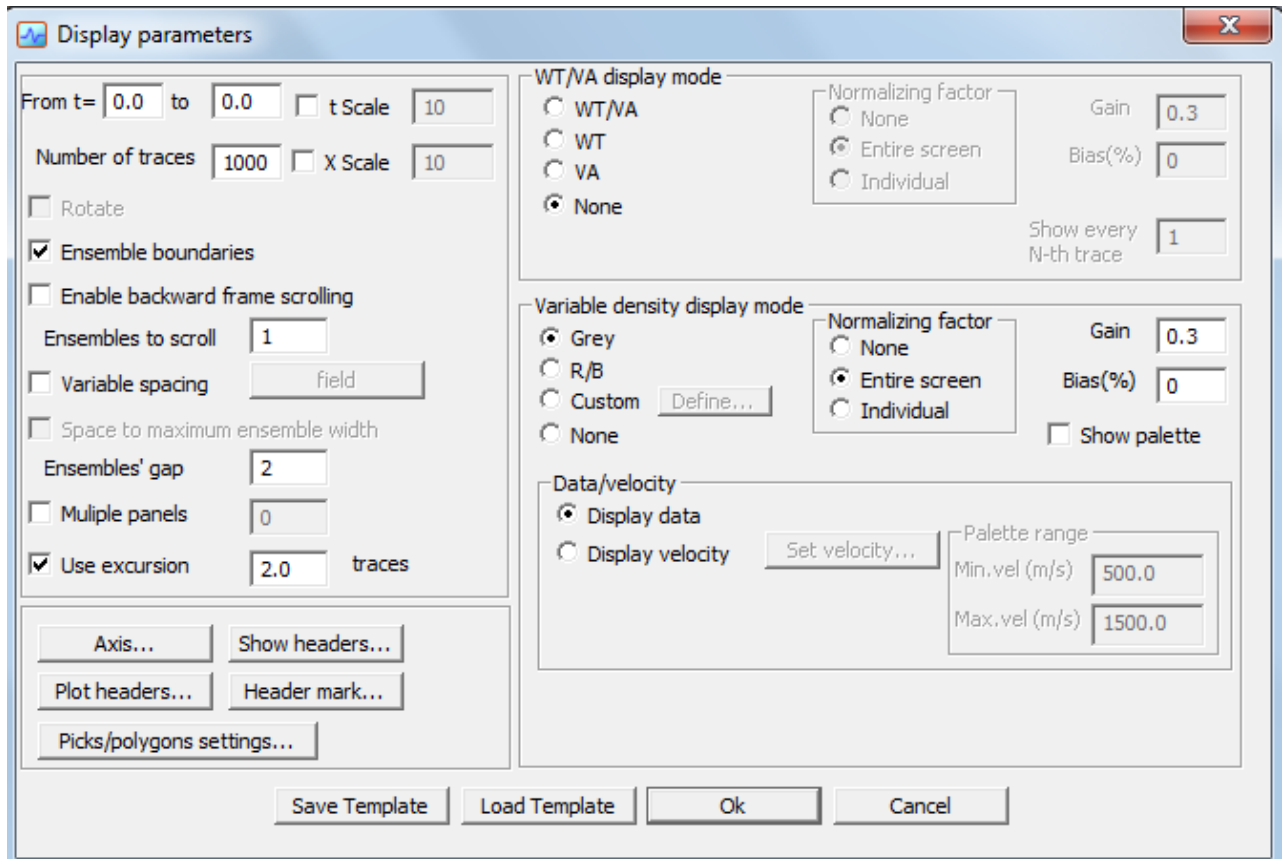 Display parameters
From t= 0.0 to 0.0 t Scale 10
Number of traces 1000 X Scale 10
Rotate
Ensemble boundaries
Enable backward frame scrolling
Ensembles to scroll 1
Variable spacing field
Space to maximum ensemble width
Ensembles' gap 2
Muliple panels 0
Use excursion 2.0 traces
Axis... Show headers...
Plot headers... Header mark...
Picks/polygons settings...
WT/VA display mode
WT/VA
WT
VA
None
Normalizing factor
None
Entire screen
Individual
Gain 0.3
Bias(%) 0
Show every
N-th trace 1
Variable density display mode
Grey
R/B
Custom Define...
None
Normalizing factor
None
Entire screen
Individual
Gain 0.3
Bias(%) 0
Show palette
Data/velocity
Display data
Display velocity Set velocity...
Palette range
Min.vel (m/s) 500.0
Max.vel (m/s) 1500.0
Save Template Load Template Ok Cancel